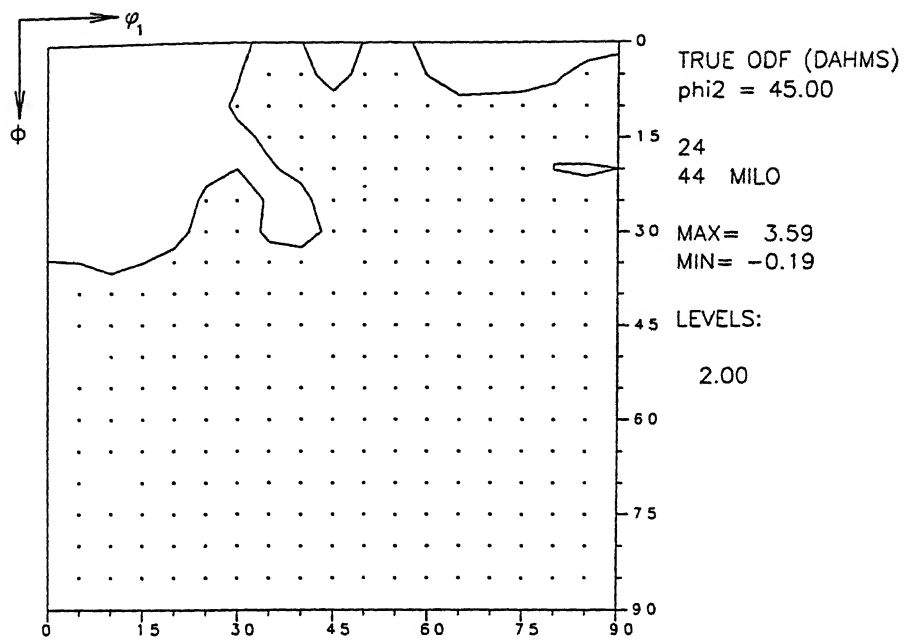 φ₁
Φ
0
15
30
45
60
75
90
0 15 30 45 60 75 90
TRUE ODF (DAHMS)
phi2 = 45.00
24
44 MILO
MAX= 3.59
MIN= -0.19
LEVELS:
2.00